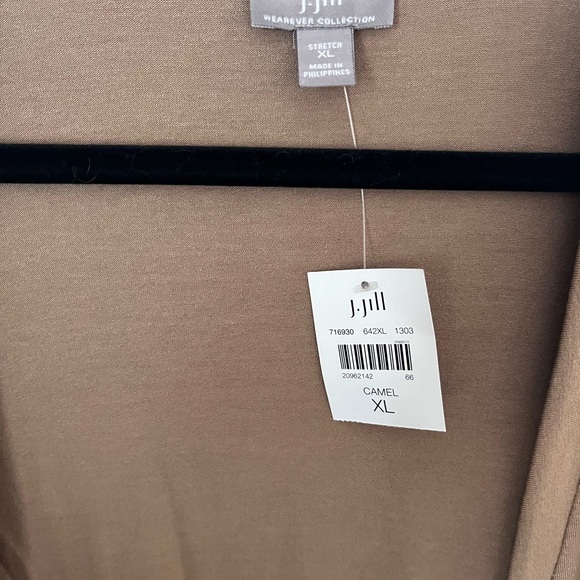 J.Jill
WEAREVER COLLECTION
STRETCH
XL
MADE IN
PHILIPPINES
J.Jill
716930 642XL 1303
20962142 66
CAMEL
XL